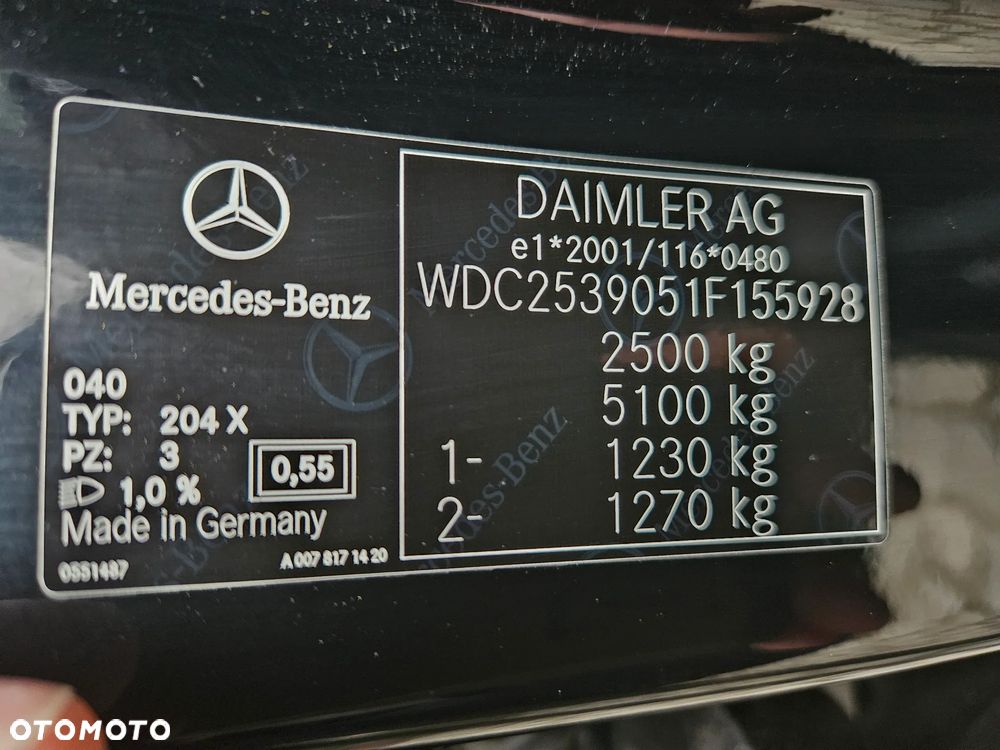 Mercedes-Benz
040
TYP: 204 X
PZ: 3
1,0 %
0,55
Made in Germany
0551487
A 007 817 14 20
DAIMLER AG
e1*2001/116*0480
WDC2539051F155928
2500 kg
5100 kg
1- 1230 kg
2- 1270 kg
OTOMOTO